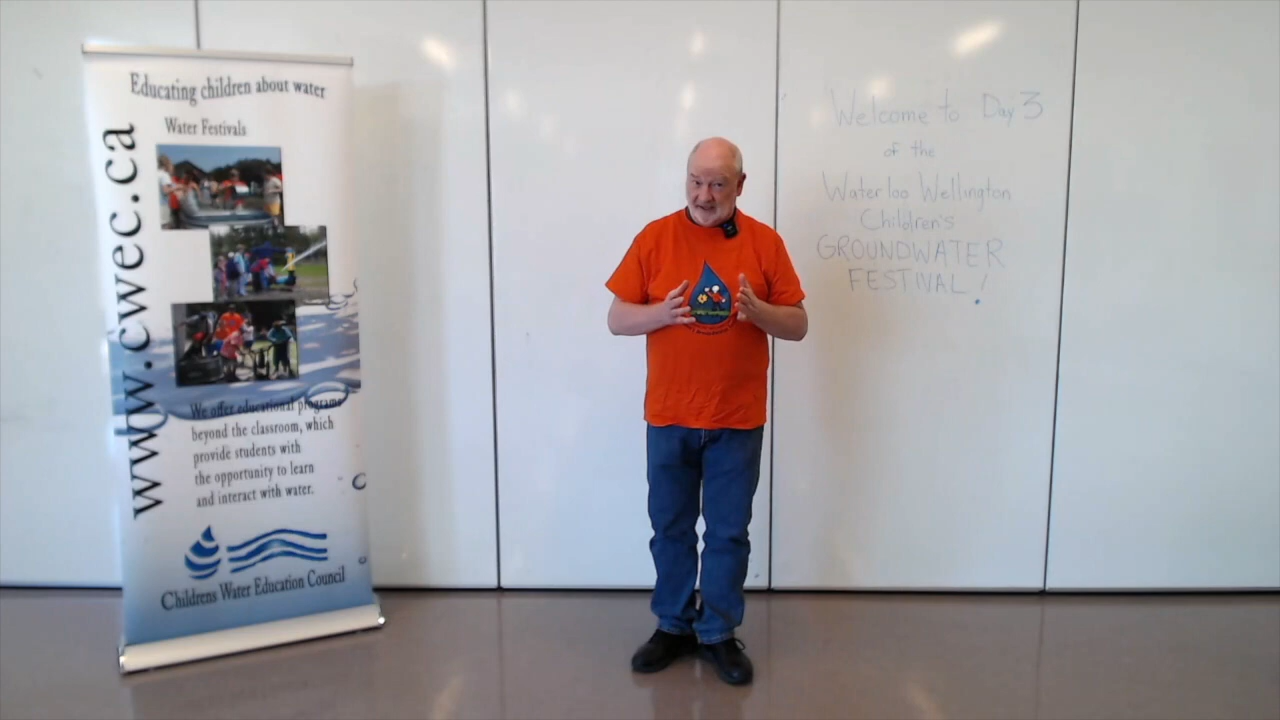 Educating children about water
Water Festivals
www.cwec.ca
We offer educational programs
beyond the classroom, which
provide students with
the opportunity to learn
and interact with water.
Childrens Water Education Council
Welcome to Day 3
of the
Waterloo Wellington
Children's
GROUNDWATER
FESTIVAL!